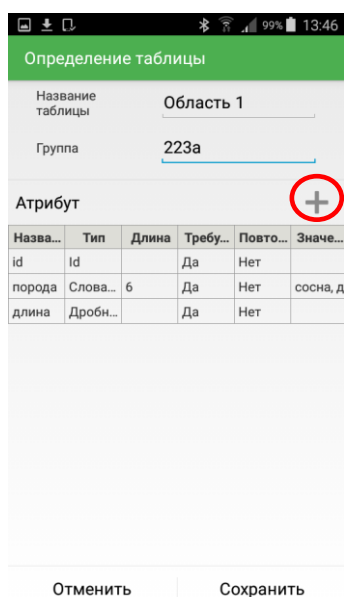 99% 13:46
Определение таблицы
Название
таблицы
Область 1
Группа
223а
Атрибут
Назва... Тип Длина Требу... Повто... Значе...
id Id Да Нет
порода Слова... 6 Да Нет сосна, д
длина Дробн... Да Нет
Отменить Сохранить